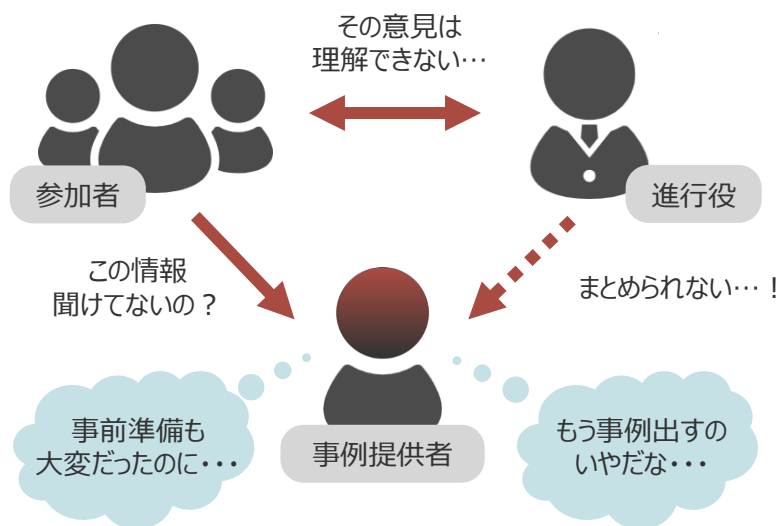 その意見は
理解できない…
参加者
進行役
この情報
聞けてないの？
まとめられない…！
事前準備も
大変だったのに・・・
事例提供者
もう事例出すの
いやだな・・・